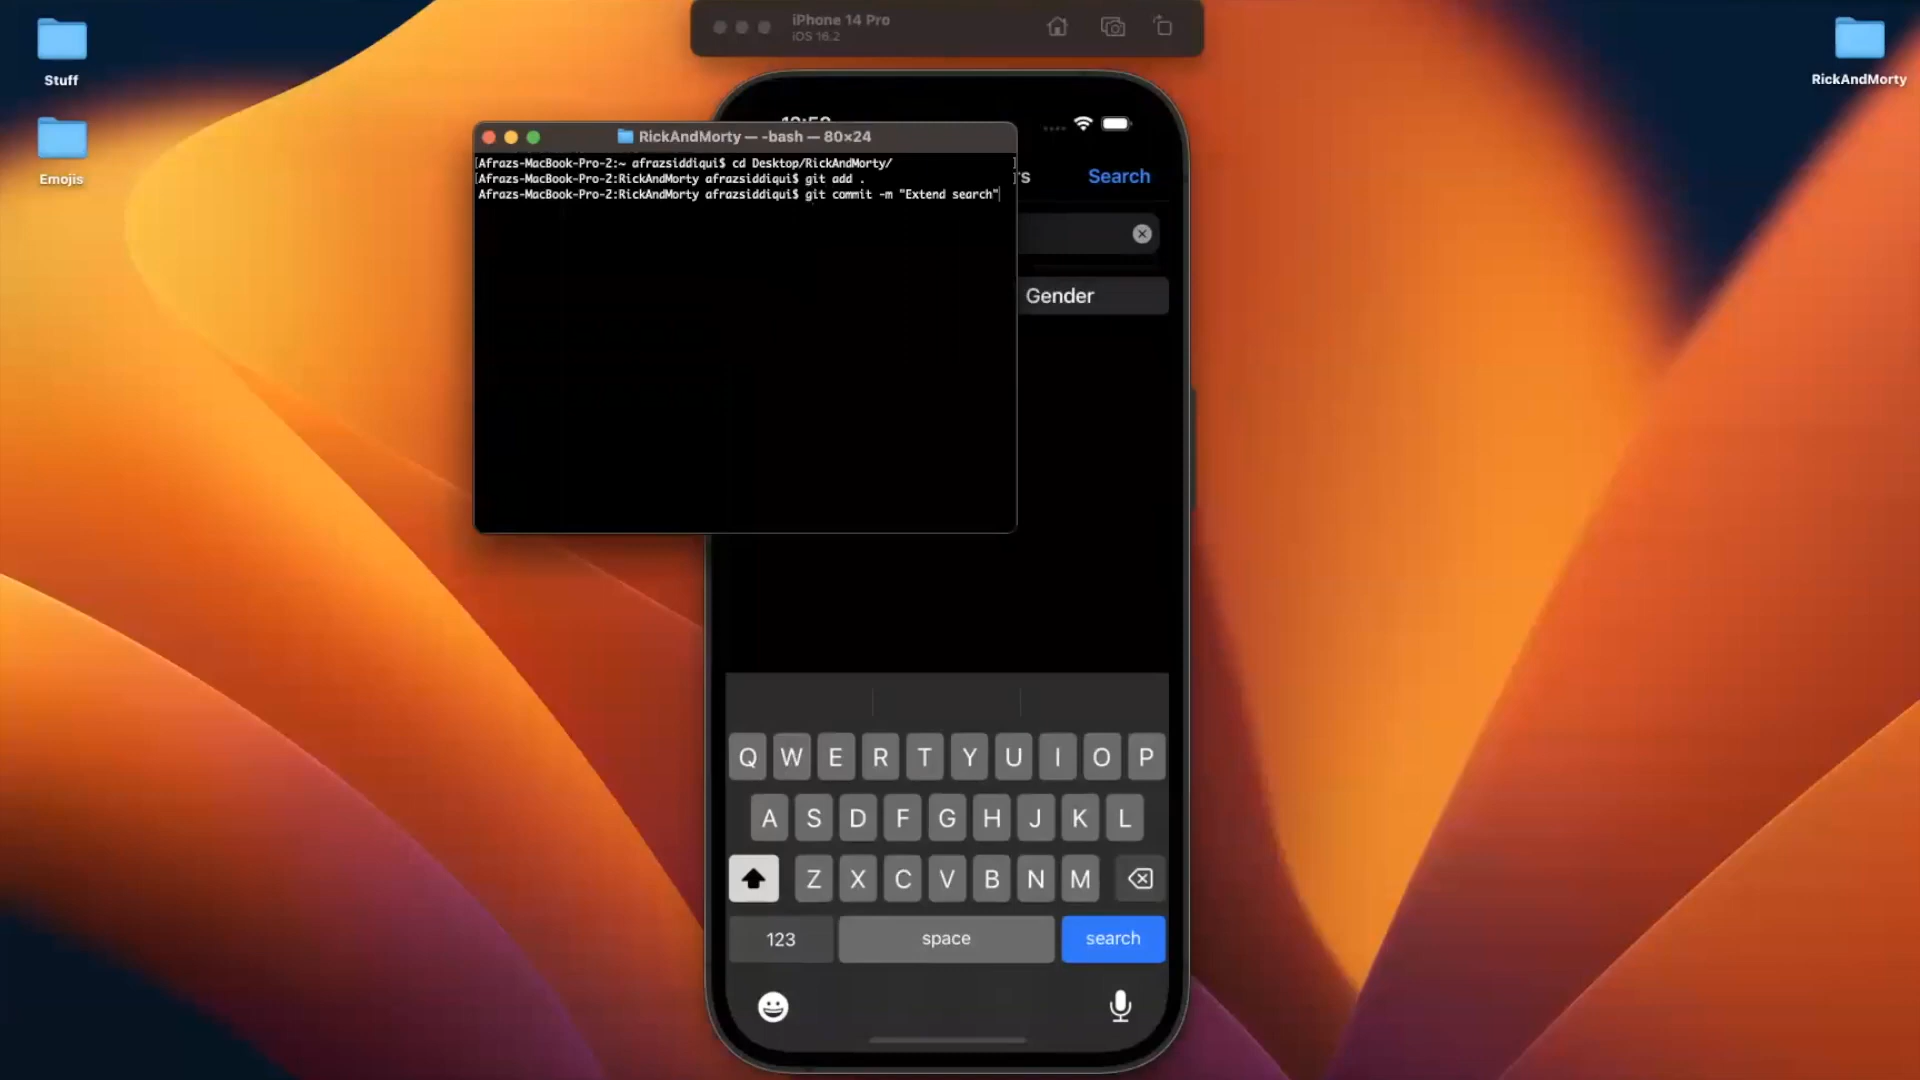 Stuff
Emojis
RickAndMorty
iPhone 14 Pro
iOS 16.2
RickAndMorty — -bash — 80×24
[Afrazs-MacBook-Pro-2:~ afrazsiddiqui$ cd Desktop/RickAndMorty/ ]
[Afrazs-MacBook-Pro-2:RickAndMorty afrazsiddiqui$ git add . ]
Afrazs-MacBook-Pro-2:RickAndMorty afrazsiddiqui$ git commit -m "Extend search"
Search
Gender
Q W E R T Y U I O P
A S D F G H J K L
Z X C V B N M
123 space search